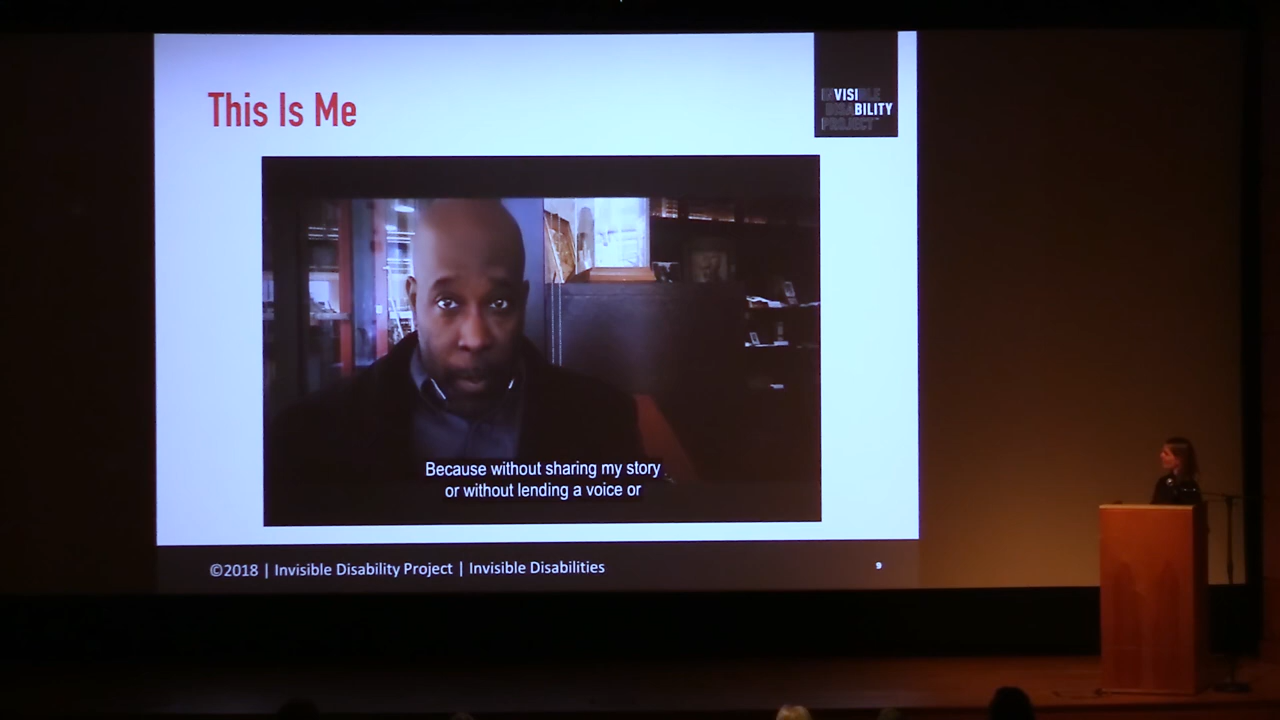 This Is Me
INVISIBLE
DISABILITY
PROJECT
Because without sharing my story
or without lending a voice or
©2018 | Invisible Disability Project | Invisible Disabilities
9